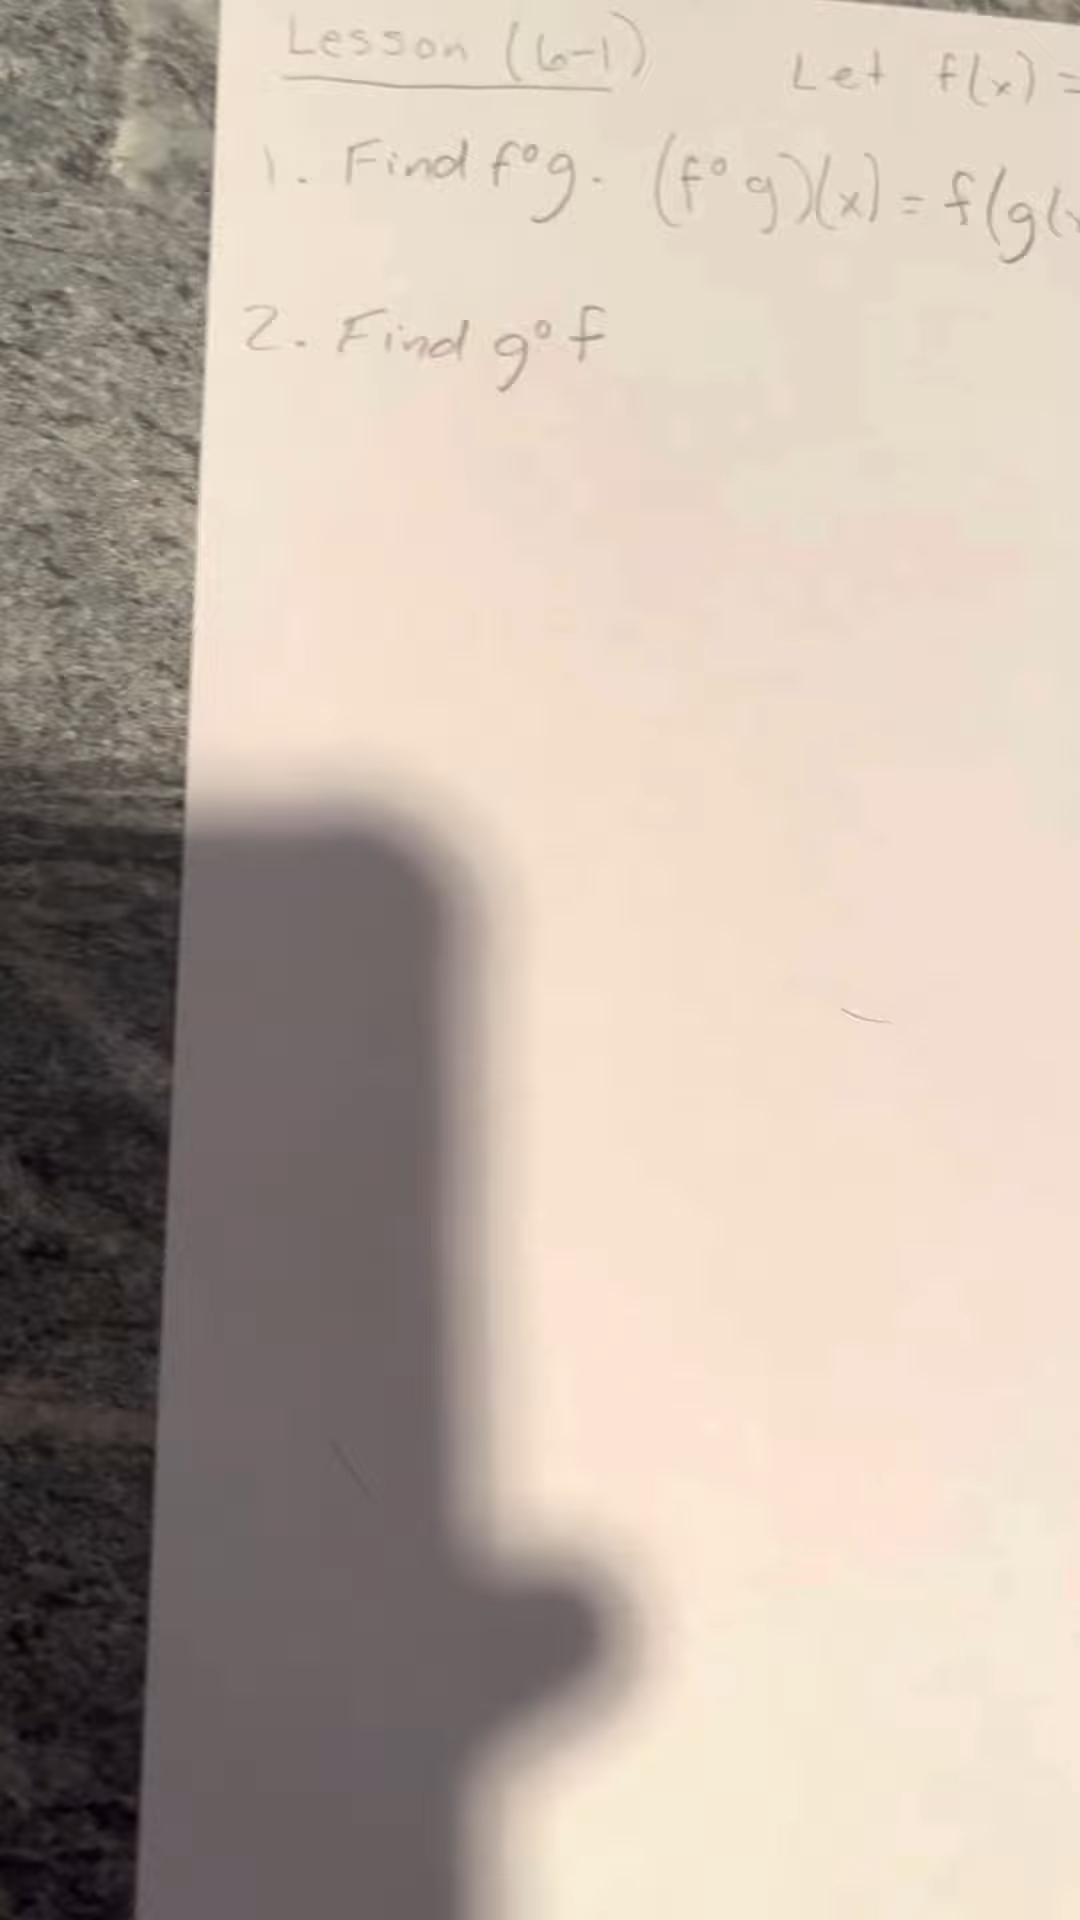 Lesson (6-1) Let f(x) =
1. Find f°g. (f°g)(x) = f(g(x
2. Find g°f